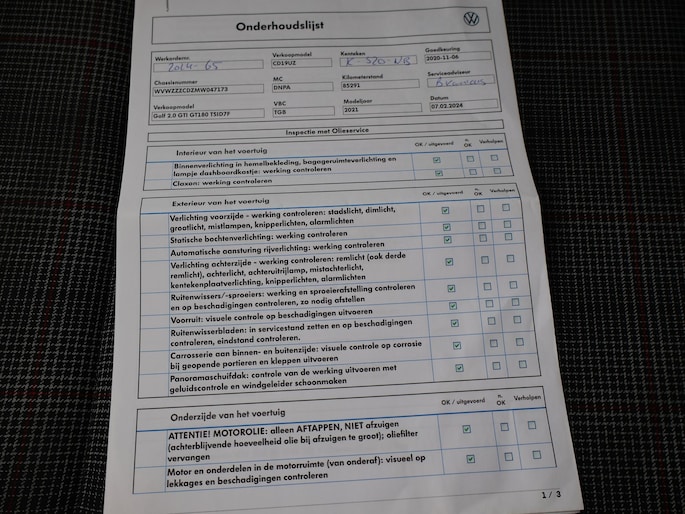 Onderhoudslijst
Werkordernr. Verkoopmodel Kenteken Goedkeuring
2024-65 CD19UZ K-520-NB 2020-11-06
Chassisnummer MC Kilometerstand Serviceadviseur
WVWZZZCDZMW047173 DNPA 85291
Verkoopmodel VBC Modeljaar Datum
Golf 2.0 GTI GT180 TSID7F TGB 2021 07.02.2024
Inspectie met Olieservice
Interieur van het voertuig OK / uitgevoerd n. OK Verholpen
Binnenverlichting in hemelbekleding, bagageruimteverlichting en
lampje dashboardkastje: werking controleren
Claxon: werking controleren
Exterieur van het voertuig OK / uitgevoerd n. OK Verholpen
Verlichting voorzijde - werking controleren: stadslicht, dimlicht,
grootlicht, mistlampen, knipperlichten, alarmlichten
Statische bochtenverlichting: werking controleren
Automatische aansturing rijverlichting: werking controleren
Verlichting achterzijde - werking controleren: remlicht (ook derde
remlicht), achterlicht, achteruitrijlamp, mistachterlicht,
kentekenplaatverlichting, knipperlichten, alarmlichten
Ruitenwissers/-sproeiers: werking en sproeierafstelling controleren
en op beschadigingen controleren, zo nodig afstellen
Voorruit: visuele controle op beschadigingen uitvoeren
Ruitenwisserbladen: in servicestand zetten en op beschadigingen
controleren, eindstand controleren.
Carrosserie aan binnen- en buitenzijde: visuele controle op corrosie
bij geopende portieren en kleppen uitvoeren
Panoramaschuifdak: controle van de werking uitvoeren met
geluidscontrole en windgeleider schoonmaken
Onderzijde van het voertuig OK / uitgevoerd n. OK Verholpen
ATTENTIE! MOTOROLIE: alleen AFTAPPEN, NIET afzuigen
(achterblijvende hoeveelheid olie bij afzuigen te groot); oliefilter
vervangen
Motor en onderdelen in de motorruimte (van onderaf): visueel op
lekkages en beschadigingen controleren
1 / 3